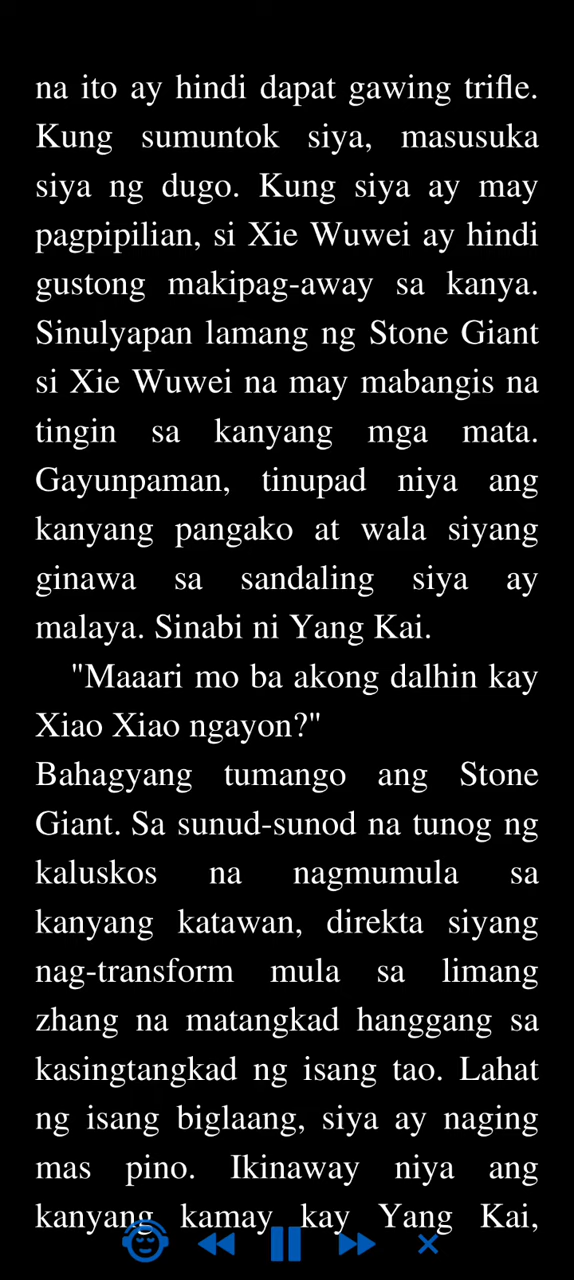 na ito ay hindi dapat gawing trifle.
Kung sumuntok siya, masusuka
siya ng dugo. Kung siya ay may
pagpipilian, si Xie Wuwei ay hindi
gustong makipag-away sa kanya.
Sinulyapan lamang ng Stone Giant
si Xie Wuwei na may mabangis na
tingin sa kanyang mga mata.
Gayunpaman, tinupad niya ang
kanyang pangako at wala siyang
ginawa sa sandaling siya ay
malaya. Sinabi ni Yang Kai.
"Maaari mo ba akong dalhin kay
Xiao Xiao ngayon?"
Bahagyang tumango ang Stone
Giant. Sa sunud-sunod na tunog ng
kaluskos na nagmumula sa
kanyang katawan, direkta siyang
nag-transform mula sa limang
zhang na matangkad hanggang sa
kasingtangkad ng isang tao. Lahat
ng isang biglaang, siya ay naging
mas pino. Ikinaway niya ang
kanyang kamay kay Yang Kai,